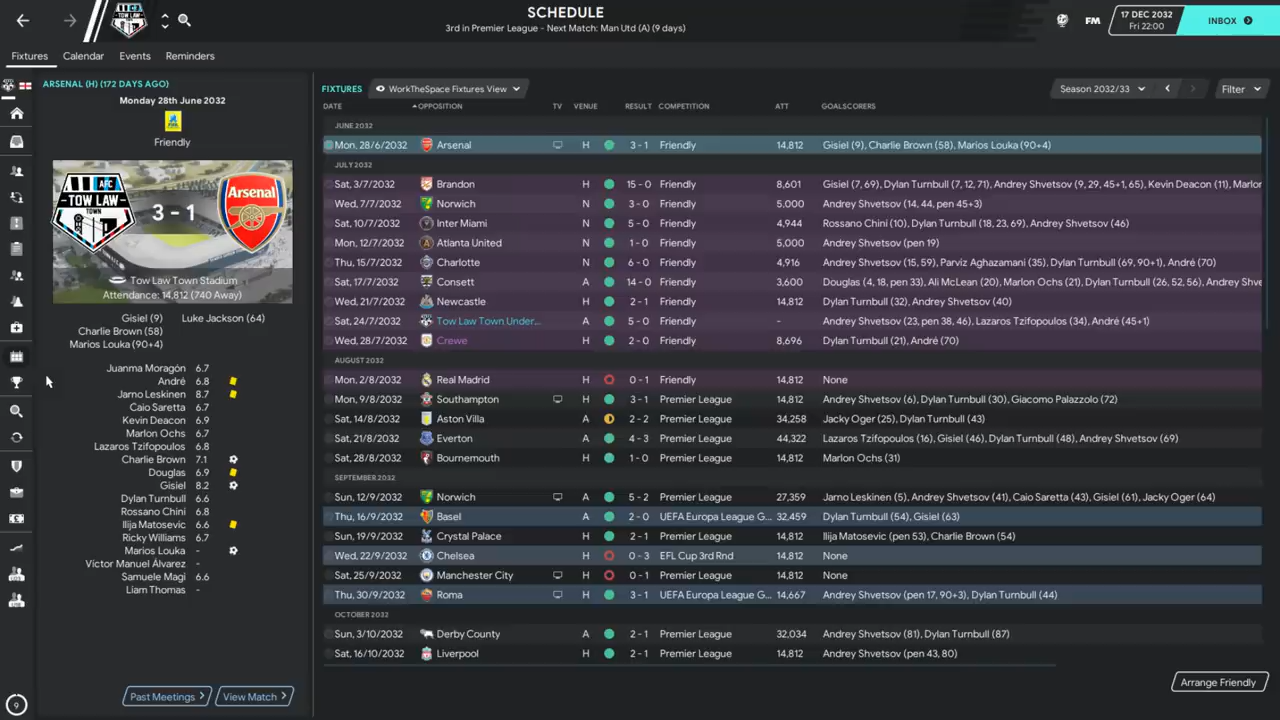 SCHEDULE
3rd in Premier League - Next Match: Man Utd (A) (9 days)
FM
17 DEC 2032
Fri 22:00
INBOX
Fixtures Calendar Events Reminders
ARSENAL (H) (172 DAYS AGO)
Monday 28th June 2032
Friendly
AFC
TOW LAW
TOWN
3 - 1
Arsenal
Tow Law Town Stadium
Attendance: 14,812 (740 Away)
Gisiel (9) Luke Jackson (64)
Charlie Brown (58)
Marios Louka (90+4)
Juanma Moragón 6.7
André 6.8
Jarno Leskinen 8.7
Caio Saretta 6.7
Kevin Deacon 6.9
Marlon Ochs 6.7
Lazaros Tzifopoulos 6.8
Charlie Brown 7.1
Douglas 6.9
Gisiel 8.2
Dylan Turnbull 6.6
Rossano Chini 6.8
Ilija Matosevic 6.6
Ricky Williams 6.7
Marios Louka -
Víctor Manuel Álvarez -
Samuele Magi 6.6
Liam Thomas -
Past Meetings View Match
FIXTURES WorkTheSpace Fixtures View Season 2032/33 Filter
DATE OPPOSITION TV VENUE RESULT COMPETITION ATT GOALSCORERS
JUNE 2032
Mon, 28/6/2032 Arsenal H 3 - 1 Friendly 14,812 Gisiel (9), Charlie Brown (58), Marios Louka (90+4)
JULY 2032
Sat, 3/7/2032 Brandon H 15 - 0 Friendly 8,601 Gisiel (7, 69), Dylan Turnbull (7, 12, 71), Andrey Shvetsov (9, 29, 45+1, 65), Kevin Deacon (11), Marlor
Wed, 7/7/2032 Norwich N 3 - 0 Friendly 5,000 Andrey Shvetsov (14, 44, pen 45+3)
Sat, 10/7/2032 Inter Miami N 5 - 0 Friendly 4,944 Rossano Chini (10), Dylan Turnbull (18, 23, 69), Andrey Shvetsov (46)
Mon, 12/7/2032 Atlanta United N 1 - 0 Friendly 5,000 Andrey Shvetsov (pen 19)
Thu, 15/7/2032 Charlotte N 6 - 0 Friendly 4,916 Andrey Shvetsov (15, 59), Parviz Aghazamani (35), Dylan Turnbull (69, 90+1), André (70)
Sat, 17/7/2032 Consett A 14 - 0 Friendly 3,600 Douglas (4, 18, pen 33), Ali McLean (20), Marlon Ochs (21), Dylan Turnbull (26, 52, 56), Andrey Shve
Wed, 21/7/2032 Newcastle H 2 - 1 Friendly 14,812 Dylan Turnbull (32), Andrey Shvetsov (40)
Sat, 24/7/2032 Tow Law Town Under... A 5 - 0 Friendly - Andrey Shvetsov (23, pen 38, 46), Lazaros Tzifopoulos (34), André (45+1)
Wed, 28/7/2032 Crewe A 2 - 0 Friendly 8,696 Dylan Turnbull (21), André (70)
AUGUST 2032
Mon, 2/8/2032 Real Madrid H 0 - 1 Friendly 14,812 None
Mon, 9/8/2032 Southampton H 3 - 1 Premier League 14,812 Andrey Shvetsov (6), Dylan Turnbull (30), Giacomo Palazzolo (72)
Sat, 14/8/2032 Aston Villa A 2 - 2 Premier League 34,258 Jacky Oger (25), Dylan Turnbull (43)
Sat, 21/8/2032 Everton A 4 - 3 Premier League 44,322 Lazaros Tzifopoulos (16), Gisiel (46), Dylan Turnbull (48), Andrey Shvetsov (69)
Sat, 28/8/2032 Bournemouth H 1 - 0 Premier League 14,812 Marlon Ochs (31)
SEPTEMBER 2032
Sun, 12/9/2032 Norwich A 5 - 2 Premier League 27,359 Jarno Leskinen (5), Andrey Shvetsov (41), Caio Saretta (43), Gisiel (61), Jacky Oger (64)
Thu, 16/9/2032 Basel A 2 - 0 UEFA Europa League G... 32,459 Dylan Turnbull (54), Gisiel (63)
Sun, 19/9/2032 Crystal Palace H 2 - 1 Premier League 14,812 Ilija Matosevic (pen 53), Charlie Brown (54)
Wed, 22/9/2032 Chelsea H 0 - 3 EFL Cup 3rd Rnd 14,812 None
Sat, 25/9/2032 Manchester City H 0 - 1 Premier League 14,812 None
Thu, 30/9/2032 Roma H 3 - 1 UEFA Europa League G... 14,667 Andrey Shvetsov (pen 17, 90+3), Dylan Turnbull (44)
OCTOBER 2032
Sun, 3/10/2032 Derby County A 2 - 1 Premier League 32,034 Andrey Shvetsov (81), Dylan Turnbull (87)
Sat, 16/10/2032 Liverpool H 2 - 1 Premier League 14,812 Andrey Shvetsov (pen 43, 80)
Arrange Friendly
9